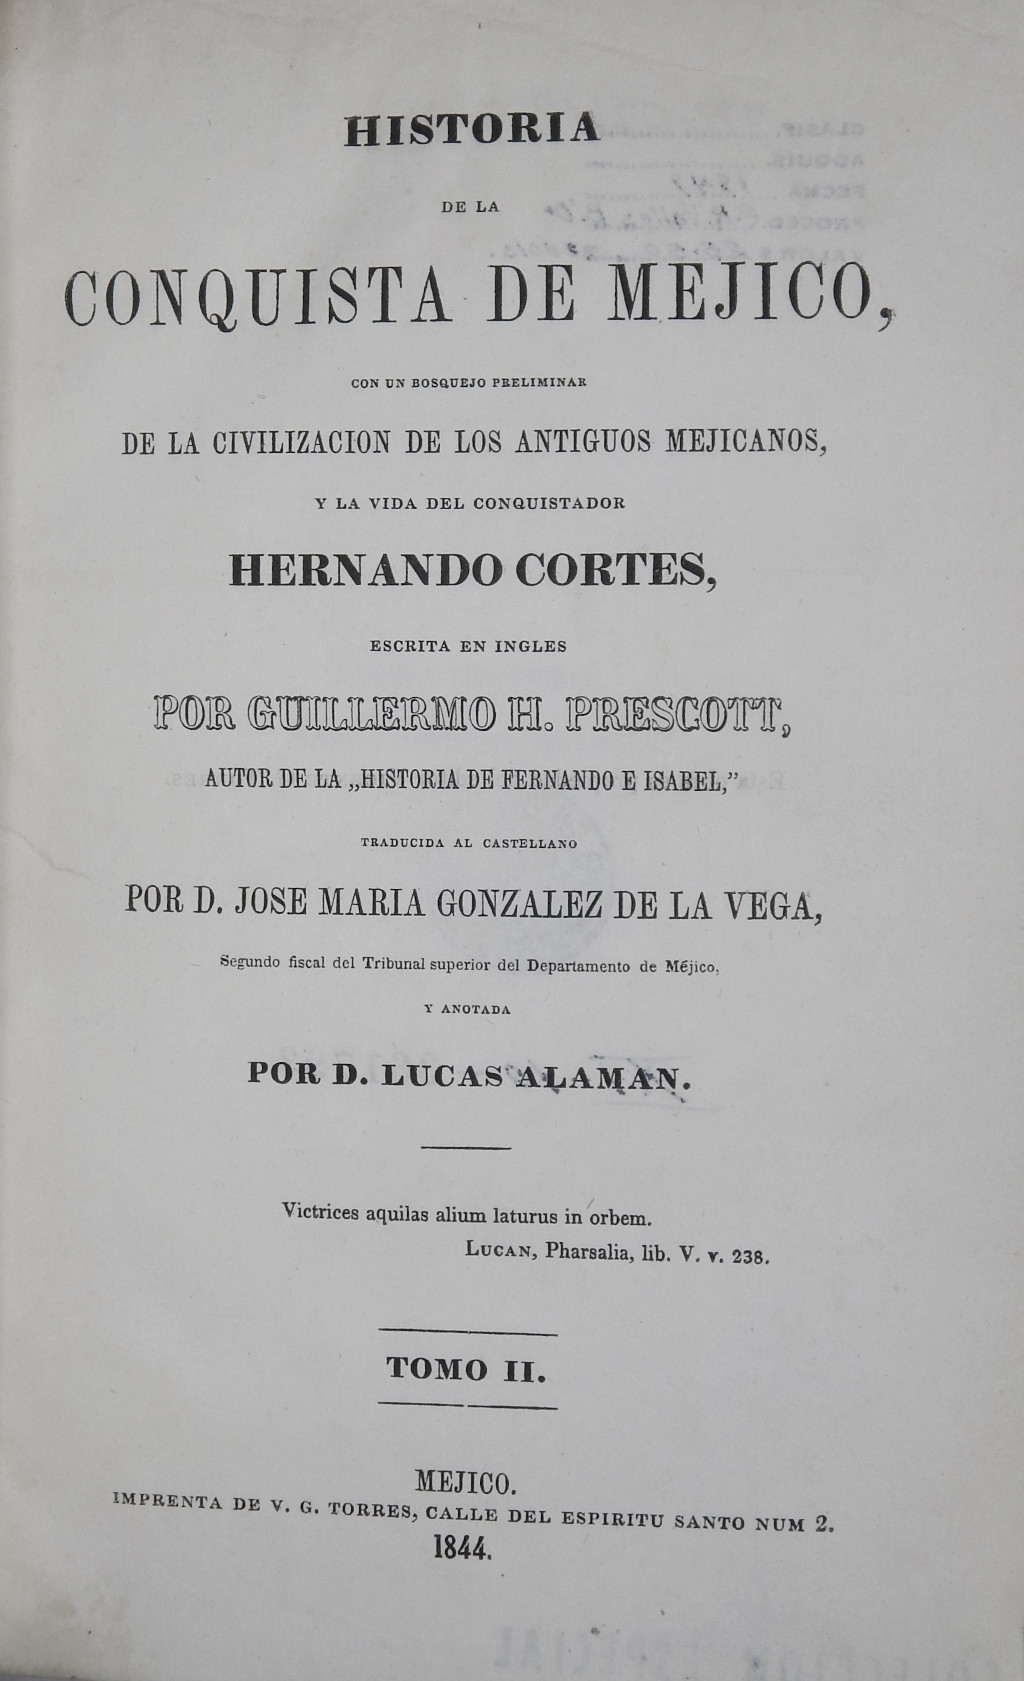 HISTORIA
DE LA
CONQUISTA DE MEJICO,
CON UN BOSQUEJO PRELIMINAR
DE LA CIVILIZACION DE LOS ANTIGUOS MEJICANOS,
Y LA VIDA DEL CONQUISTADOR
HERNANDO CORTES,
ESCRITA EN INGLES
POR GUILLERMO H. PRESCOTT,
AUTOR DE LA „HISTORIA DE FERNANDO E ISABEL,”
TRADUCIDA AL CASTELLANO
POR D. JOSE MARIA GONZALEZ DE LA VEGA,
Segundo fiscal del Tribunal superior del Departamento de Méjico,
Y ANOTADA
POR D. LUCAS ALAMAN.
Victrices aquilas alium laturus in orbem.
LUCAN, Pharsalia, lib. V. v. 238.
TOMO II.
MEJICO.
IMPRENTA DE V. G. TORRES, CALLE DEL ESPIRITU SANTO NUM 2.
1844.